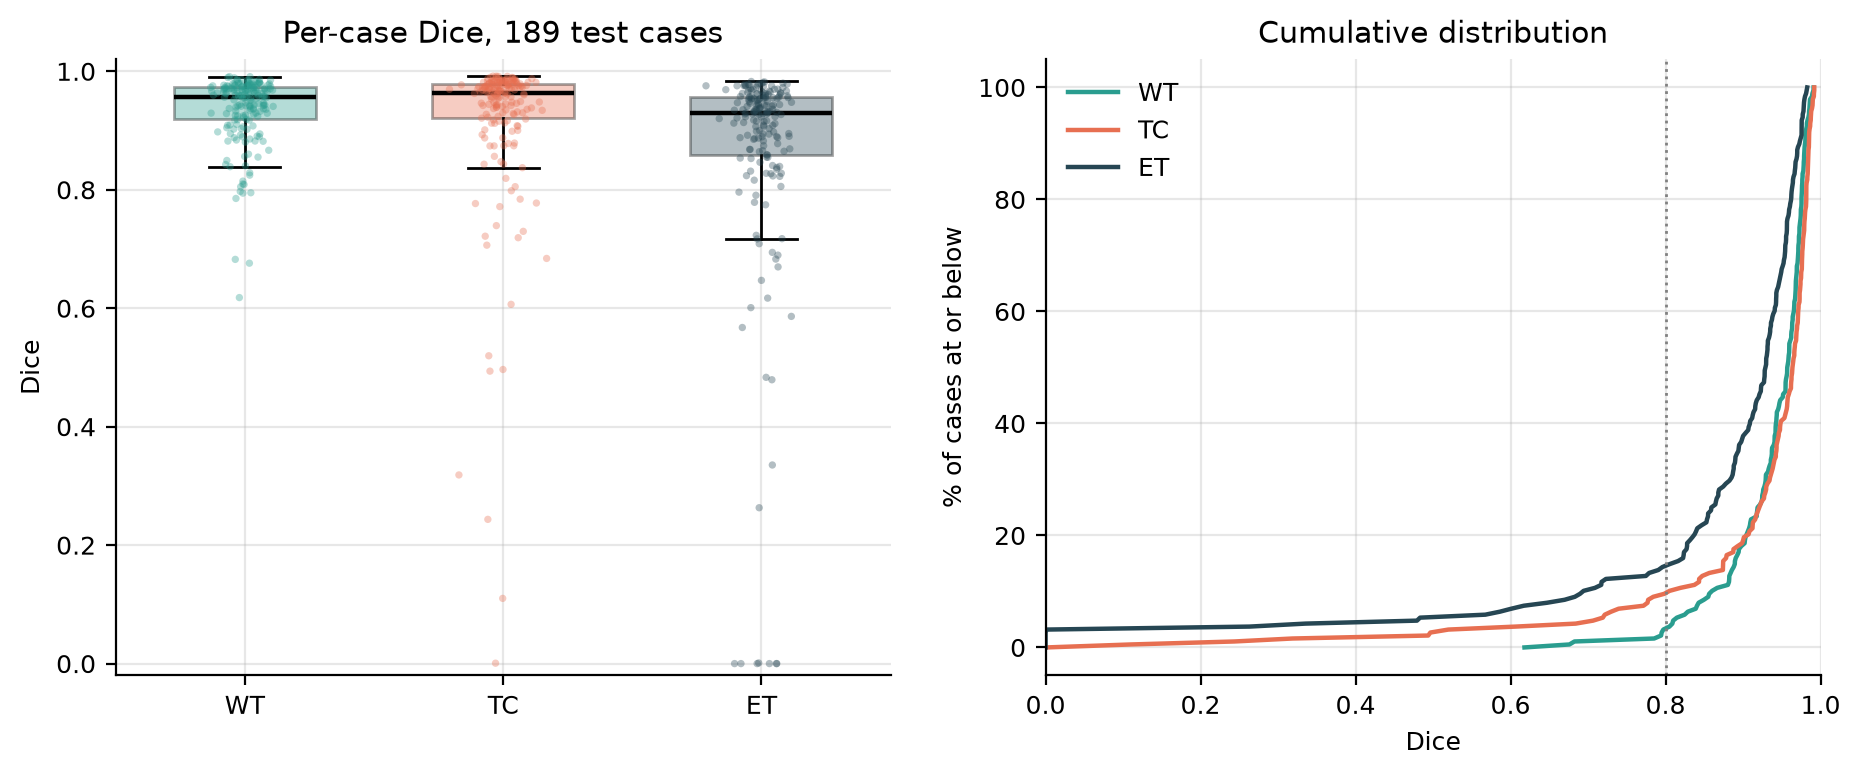 Per-case Dice, 189 test cases
Dice
1.0
0.8
0.6
0.4
0.2
0.0
WT
TC
ET
Cumulative distribution
% of cases at or below
100
80
60
40
20
0
WT
TC
ET
0.0
0.2
0.4
0.6
0.8
1.0
Dice